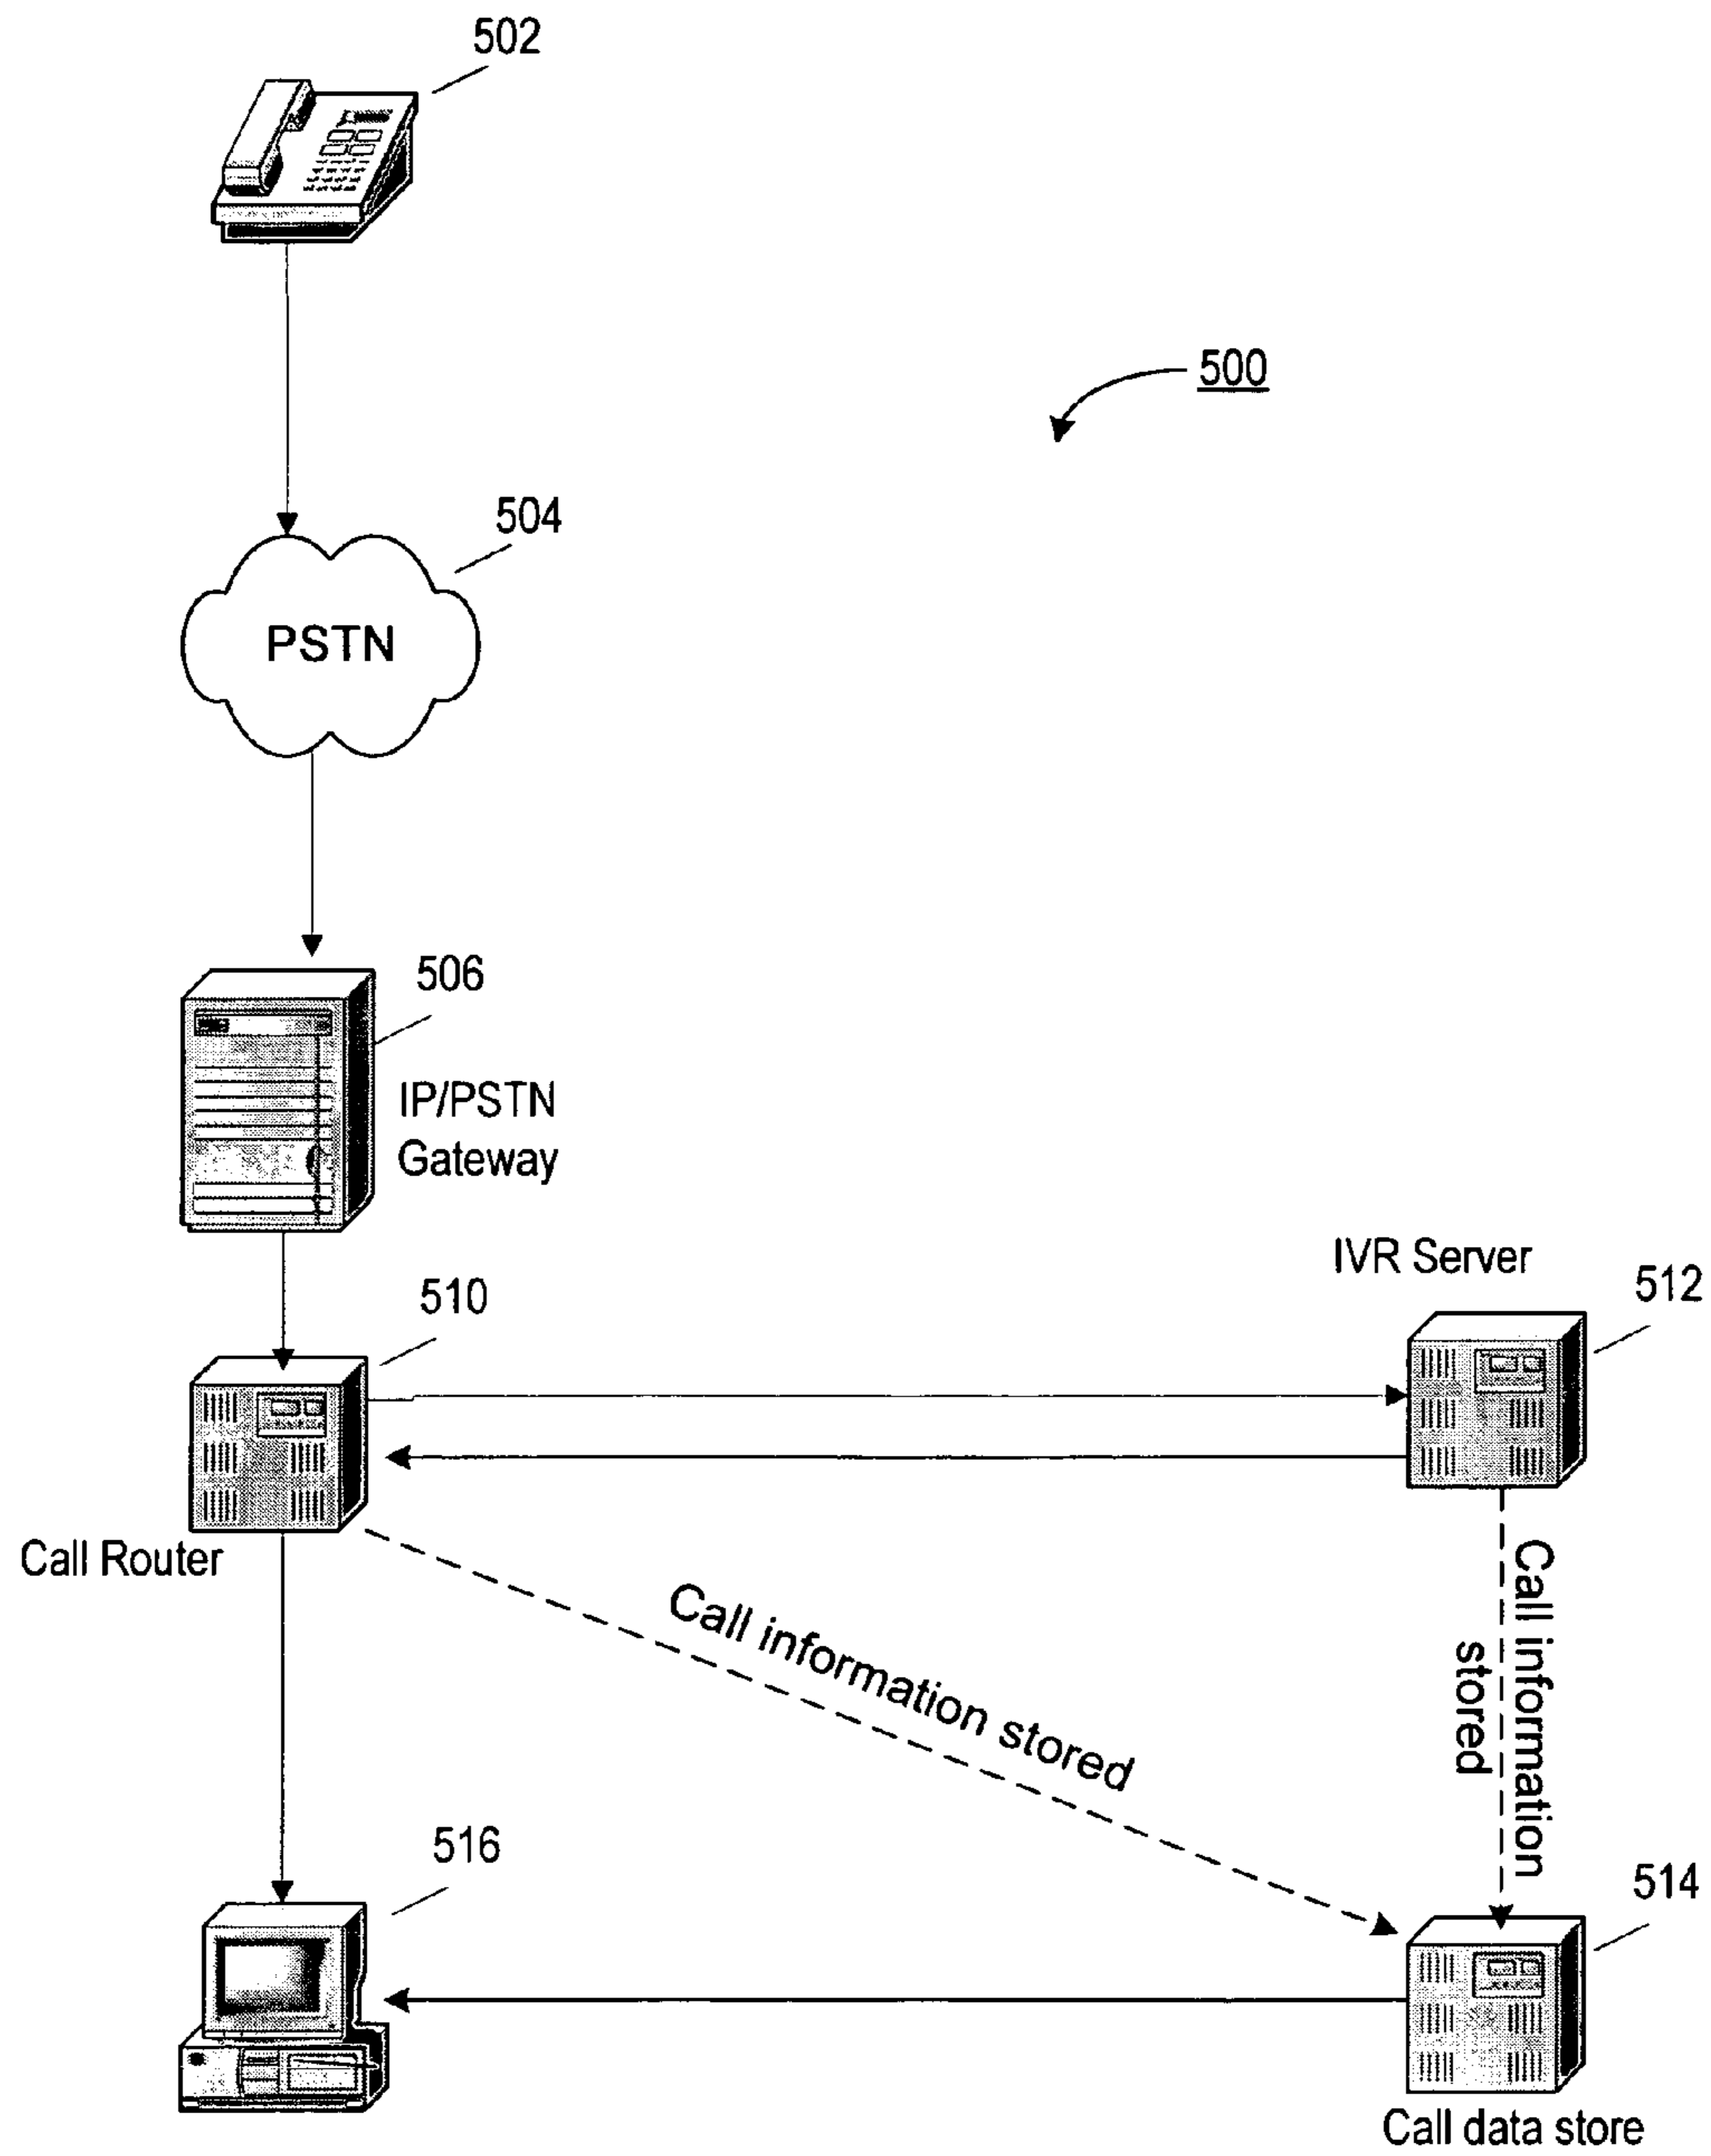 502
500
504
PSTN
506
IP/PSTN
Gateway
IVR Server
510
512
Call Router
Call information stored
Call information
stored
516
514
Call data store